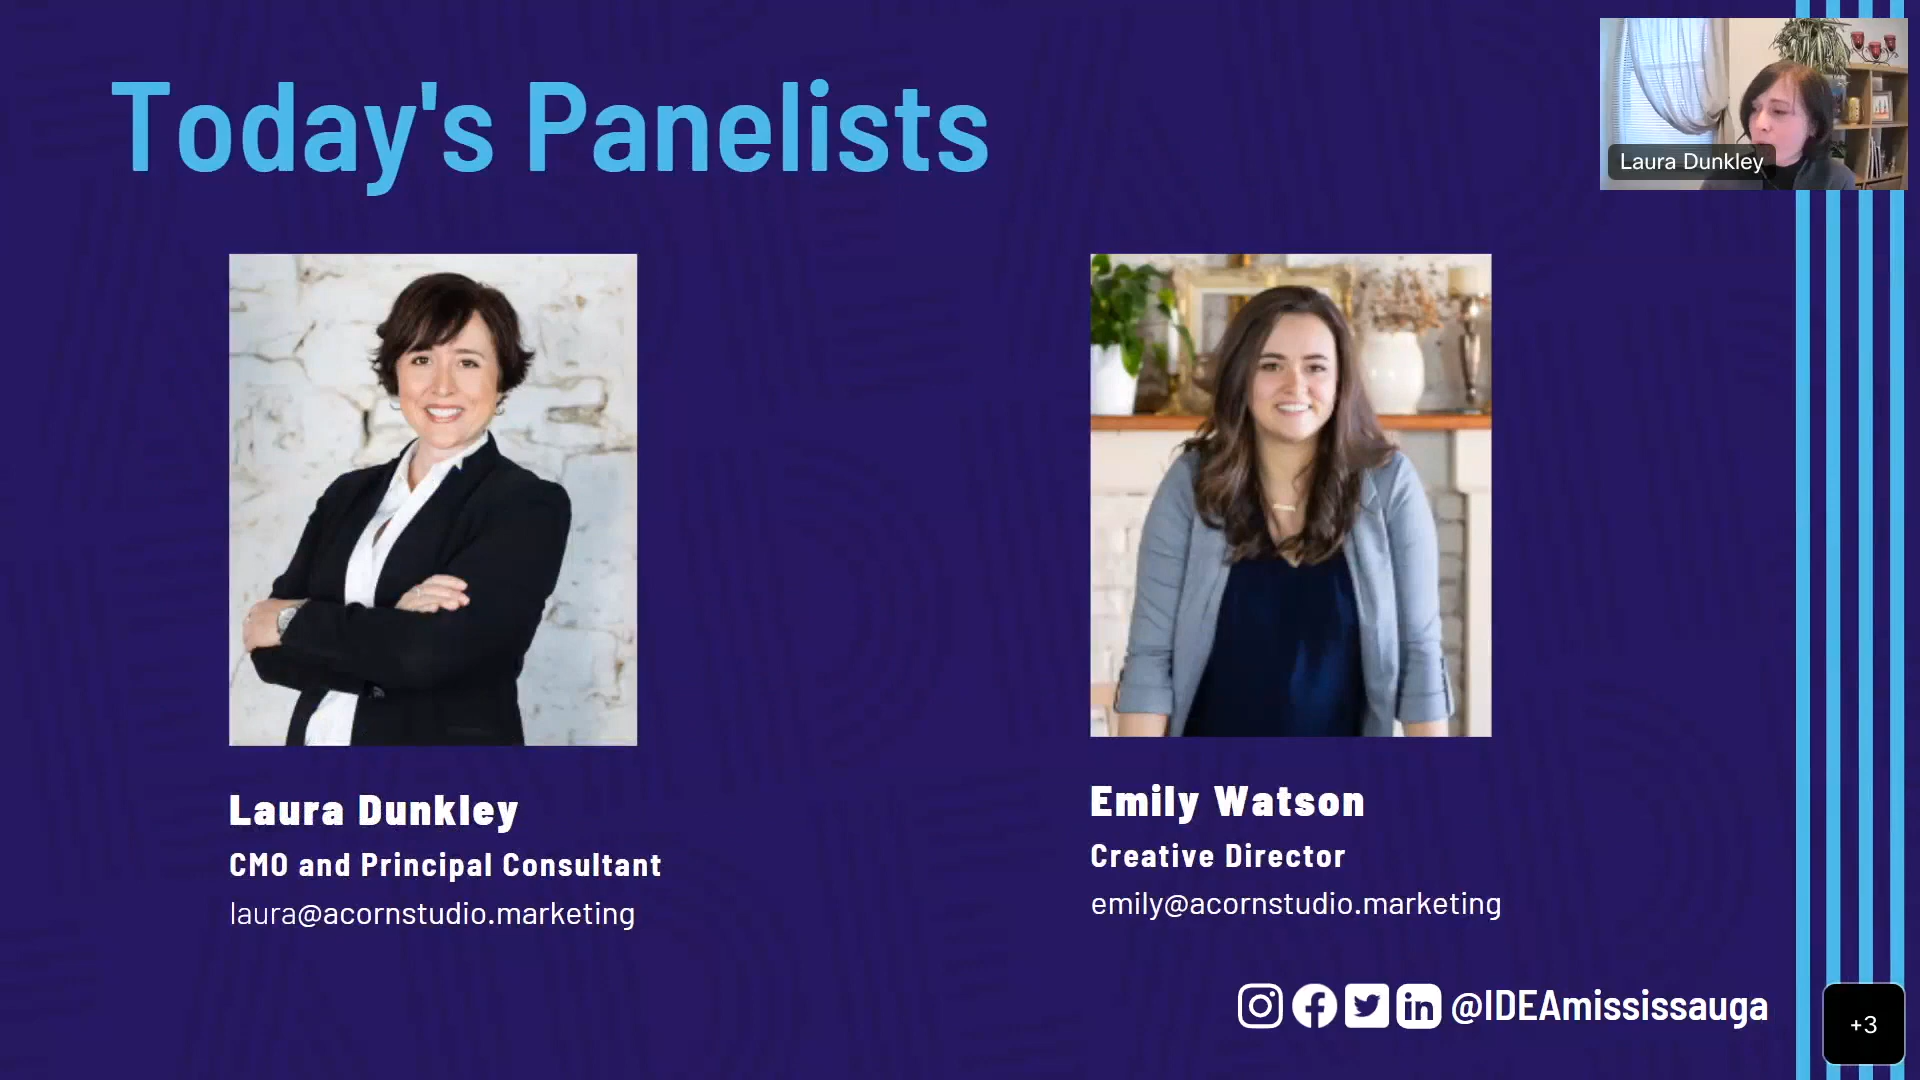 Today's Panelists
Laura Dunkley
Laura Dunkley
CMO and Principal Consultant
laura@acornstudio.marketing
Emily Watson
Creative Director
emily@acornstudio.marketing
@IDEAmississauga
+3